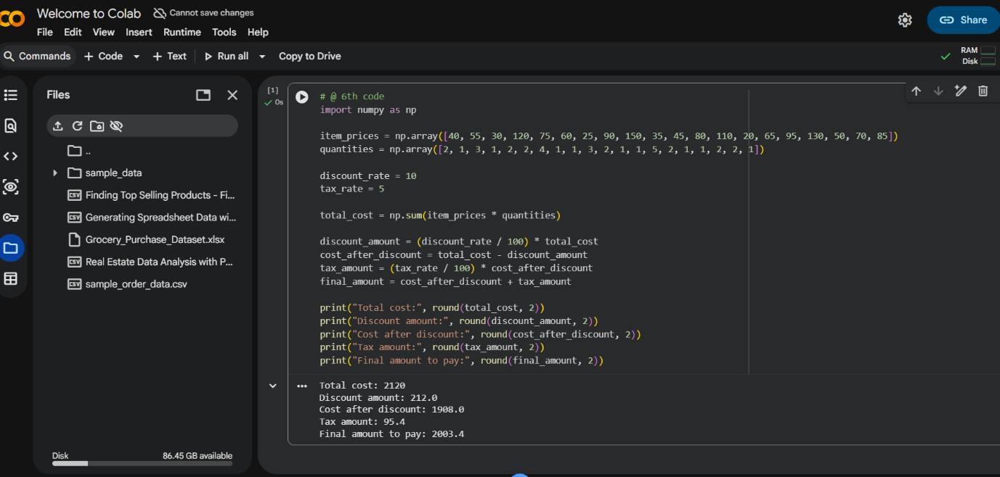 Welcome to Colab Cannot save changes
File Edit View Insert Runtime Tools Help
Share
Commands + Code + Text Run all Copy to Drive
RAM
Disk
Files
..
sample_data
Finding Top Selling Products - Fi...
Generating Spreadsheet Data wi...
Grocery_Purchase_Dataset.xlsx
Real Estate Data Analysis with P...
sample_order_data.csv
Disk 86.45 GB available
[1]
0s
# @ 6th code
import numpy as np
item_prices = np.array([40, 55, 30, 120, 75, 60, 25, 90, 150, 35, 45, 80, 110, 20, 65, 95, 130, 50, 70, 85])
quantities = np.array([2, 1, 3, 1, 2, 2, 4, 1, 1, 3, 2, 1, 1, 5, 2, 1, 1, 2, 2, 1])
discount_rate = 10
tax_rate = 5
total_cost = np.sum(item_prices * quantities)
discount_amount = (discount_rate / 100) * total_cost
cost_after_discount = total_cost - discount_amount
tax_amount = (tax_rate / 100) * cost_after_discount
final_amount = cost_after_discount + tax_amount
print("Total cost:", round(total_cost, 2))
print("Discount amount:", round(discount_amount, 2))
print("Cost after discount:", round(cost_after_discount, 2))
print("Tax amount:", round(tax_amount, 2))
print("Final amount to pay:", round(final_amount, 2))
Total cost: 2120
Discount amount: 212.0
Cost after discount: 1908.0
Tax amount: 95.4
Final amount to pay: 2003.4